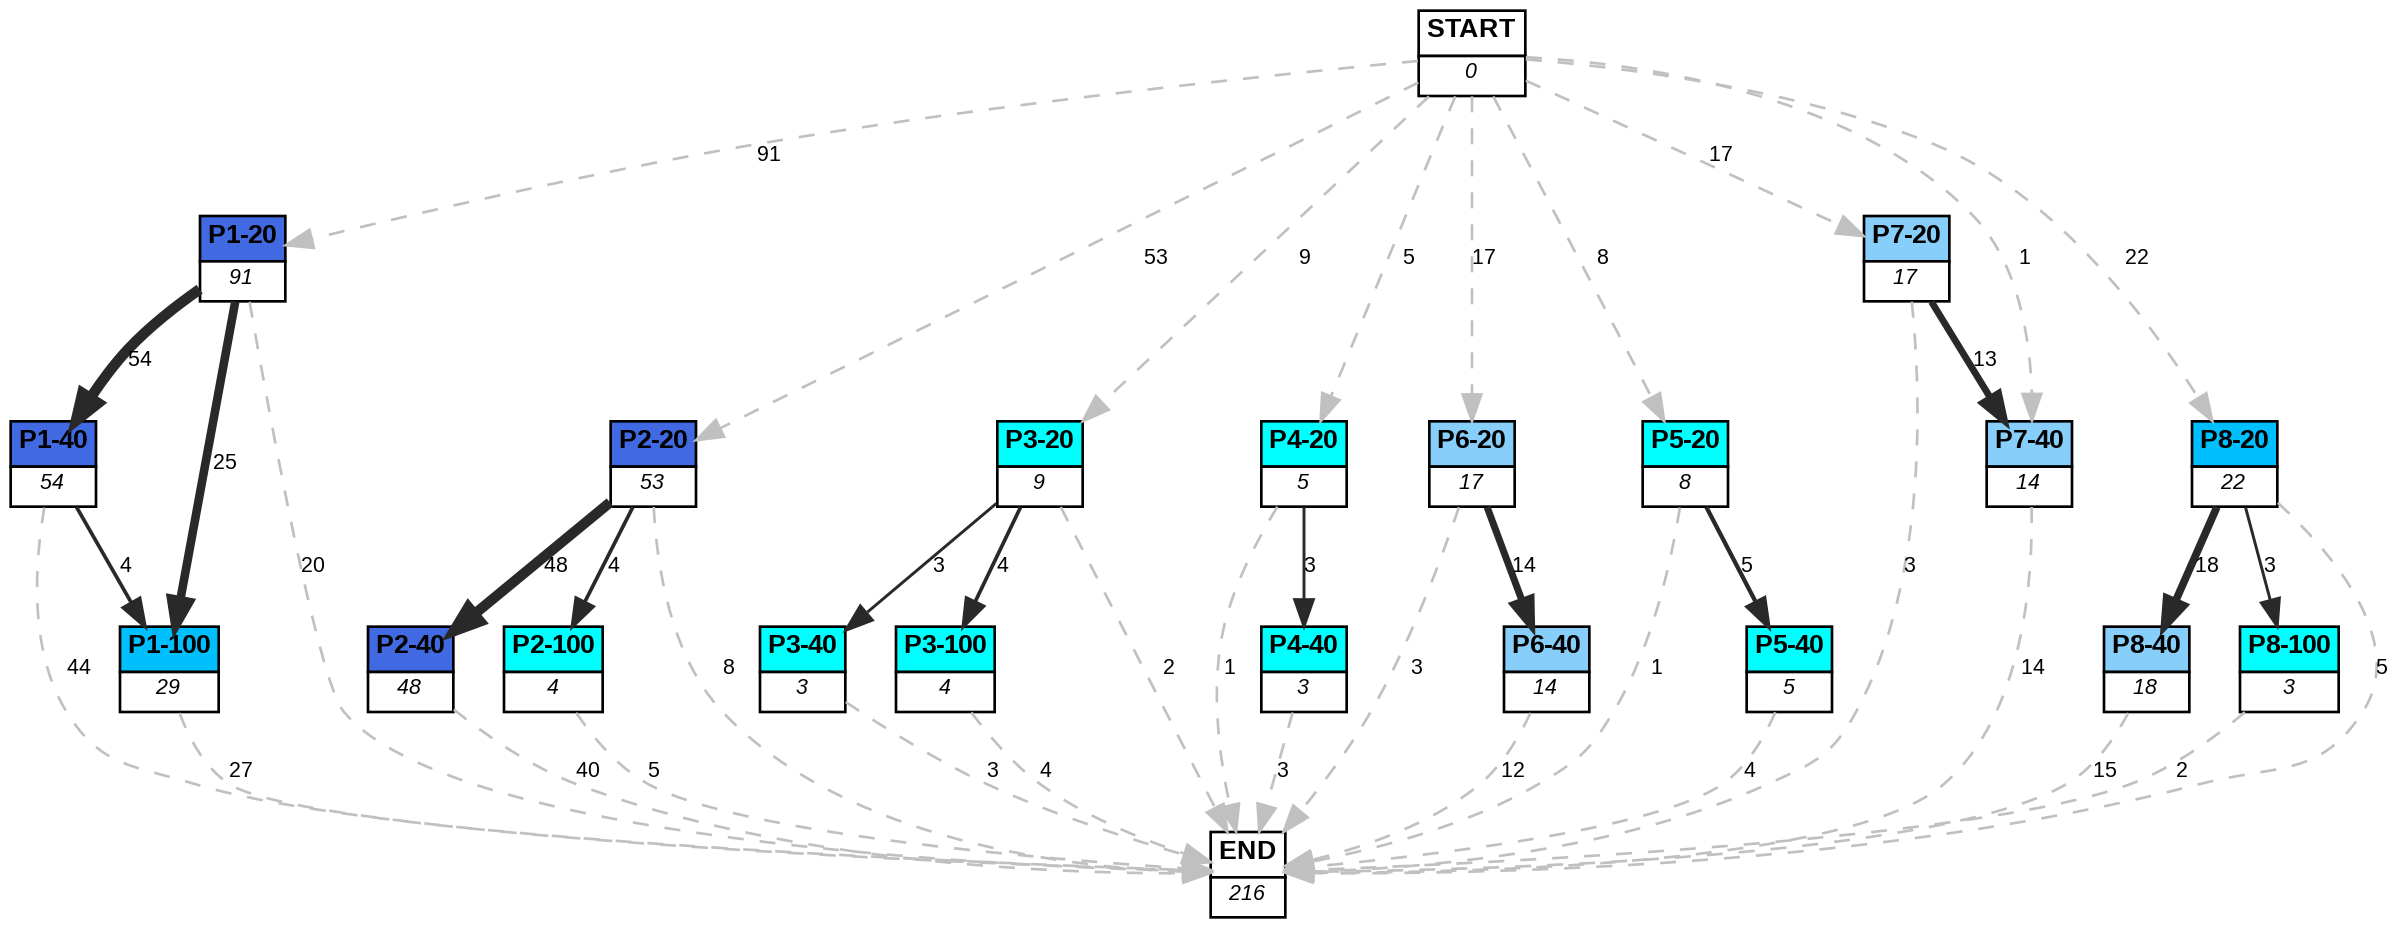 START
0
91
17
P1-20
91
P7-20
17
53
9
5
17
8
1
22
54
13
P1-40
54
P2-20
53
P3-20
9
P4-20
5
P6-20
17
P5-20
8
P7-40
14
P8-20
22
25
4
20
48
4
3
4
3
14
5
3
18
3
P1-100
29
P2-40
48
P2-100
4
P3-40
3
P3-100
4
P4-40
3
P6-40
14
P5-40
5
P8-40
18
P8-100
3
44
8
2
1
3
1
14
5
27
40
5
3
4
3
12
4
15
2
END
216